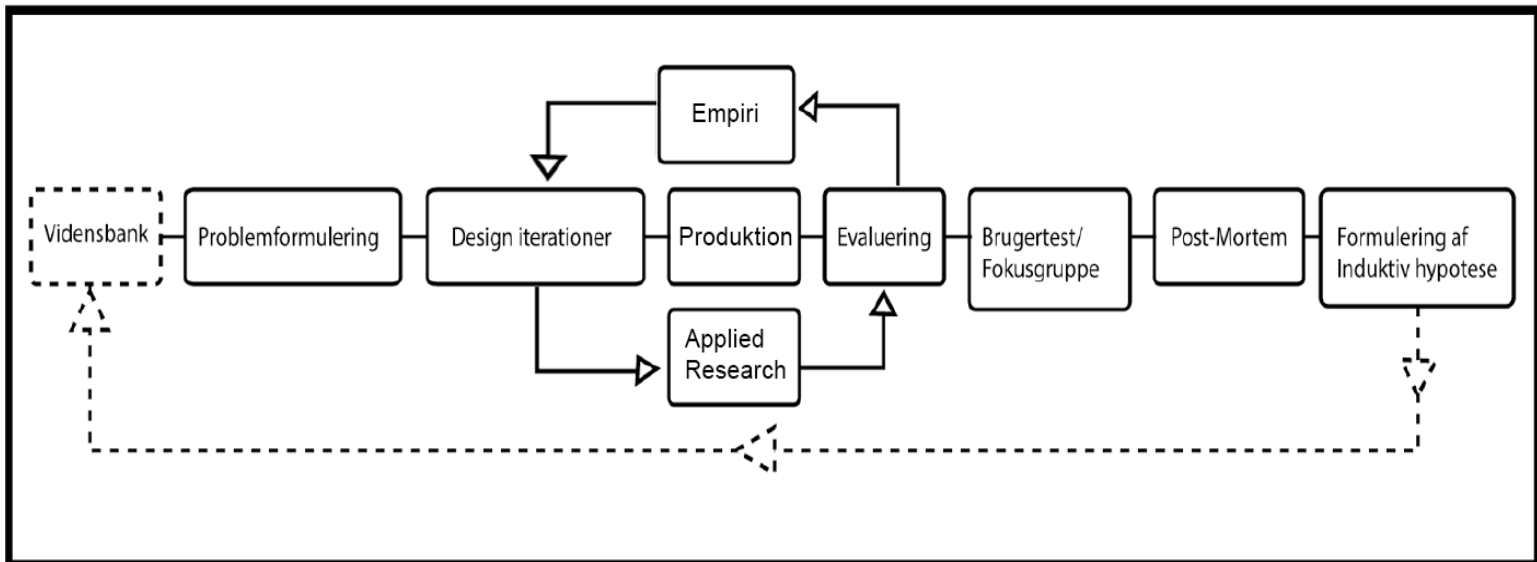 Empiri
Vidensbank
Problemformulering
Design iterationer
Produktion
Evaluering
Brugertest/
Fokusgruppe
Post-Mortem
Formulering af
Induktiv hypotese
Applied
Research